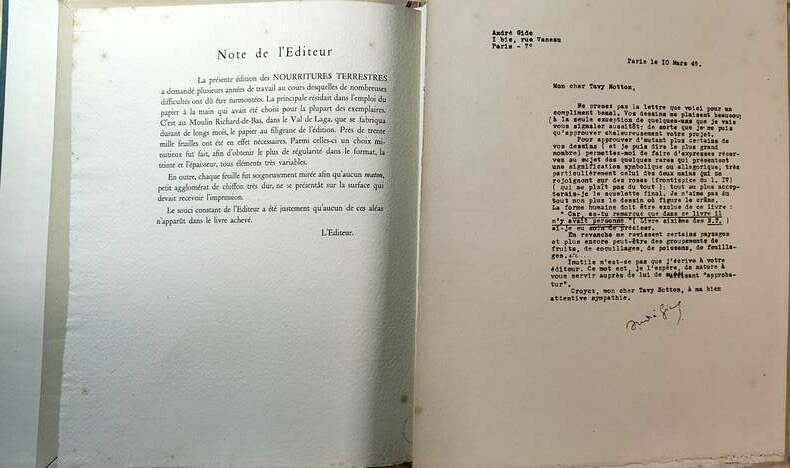 Note de l'Editeur
La présente édition des NOURRITURES TERRESTRES
a demandé plusieurs années de travail au cours desquelles de nombreuses
difficultés ont dû être surmontées. La principale résidait dans l'emploi du
papier à la main qui avait été choisi pour la plupart des exemplaires.
C'est au Moulin Richard-de-Bas, dans le Val de Laga, que se fabriqua
durant de longs mois, le papier au filigrane de l'édition. Près de trente
mille feuilles ont été en effet nécessaires. Parmi celles-ci un choix mi-
nutieux fut fait, afin d'obtenir le plus de régularité dans le format, la
teinte et l'épaisseur, tous éléments très variables.
En outre, chaque feuille fut soigneusement murée afin qu'aucun maton,
petit agglomérat de chiffon très dur, ne se présentât sur la surface qui
devait recevoir l'impression.
Le souci constant de l'Editeur a été justement qu'aucun de ces aléas
n'apparût dans le livre achevé.
L'Editeur.
André Gide
I bis, rue Vaneau
Paris - 7°
Paris le IO Mars 49.
Mon cher Tavy Notton,
Ne prenez pas la lettre que voici pour un
compliment banal. Vos dessins me plaisent beaucoup
(à la seule exception de quelques-uns que je vais
vous signaler aussitôt; de sorte que je ne puis
qu'approuver chaleureusement votre projet.
Pour approuver d'autant plus certains de
vos dessins ( et je puis dire le plus grand
nombre) permettez-moi de faire d'expresses réser-
ves au sujet des quelques rares qui présentent
une signification symbolique ou allégorique; très
particulièrement celui des deux mains qui ne
rejoignent sur des roses (frontispice du L. IV)
( qui ne me plaît pas du tout ); tout au plus accep-
terais-je le squelette final. Je n'aime pas du
tout non plus le dessin où figure le crâne.
La forme humaine doit être exclue de ce livre :
" Car, as-tu remarqué que dans ce livre il
n'y avait personne " ( Livre sixième des N.T. )
ai-je eu soin de préciser.
En revanche me ravissent certains paysages
et plus encore peut-être des groupements de
fruits, de coquillages, de poissons, de feuilla-
ges.
Inutile n'est-ce pas que j'écrive à votre
éditeur. Ce mot est, je l'espère, de nature à
vous servir auprès de lui de suffisant "approba-
tur".
Croyez, mon cher Tavy Notton, à ma bien
attentive sympathie.
André Gide